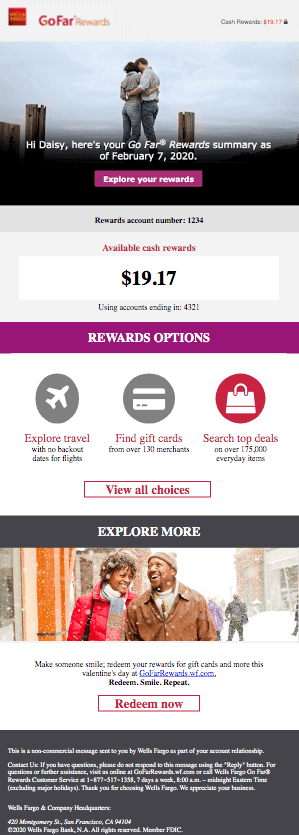 WELLS
FARGO
Go Far® Rewards
Cash Rewards: $19.17
Hi Daisy, here's your Go Far® Rewards summary as
of February 7, 2020.
Explore your rewards
Rewards account number: 1234
Available cash rewards
$19.17
Using accounts ending in: 4321
REWARDS OPTIONS
Explore travel
with no backout
dates for flights
Find gift cards
from over 130 merchants
Search top deals
on over 175,000
everyday items
View all choices
EXPLORE MORE
Make someone smile; redeem your rewards for gift cards and more this
valentine's day at GoFarRewards.wf.com.
Redeem. Smile. Repeat.
Redeem now
This is a non-commercial message sent to you by Wells Fargo as part of your account relationship.
Contact Us: If you have questions, please do not respond to this message using the "Reply" button. For
questions or further assistance, visit us online at GoFarRewards.wf.com or call Wells Fargo Go Far®
Rewards Customer Service at 1-877-517-1358, 7 days a week, 8:00 a.m. – midnight Eastern Time
(excluding major holidays). Thank you for choosing Wells Fargo. We appreciate your business.
Wells Fargo & Company Headquarters:
420 Montgomery St., San Francisco, CA 94104
©2020 Wells Fargo Bank, N.A. All rights reserved. Member FDIC.